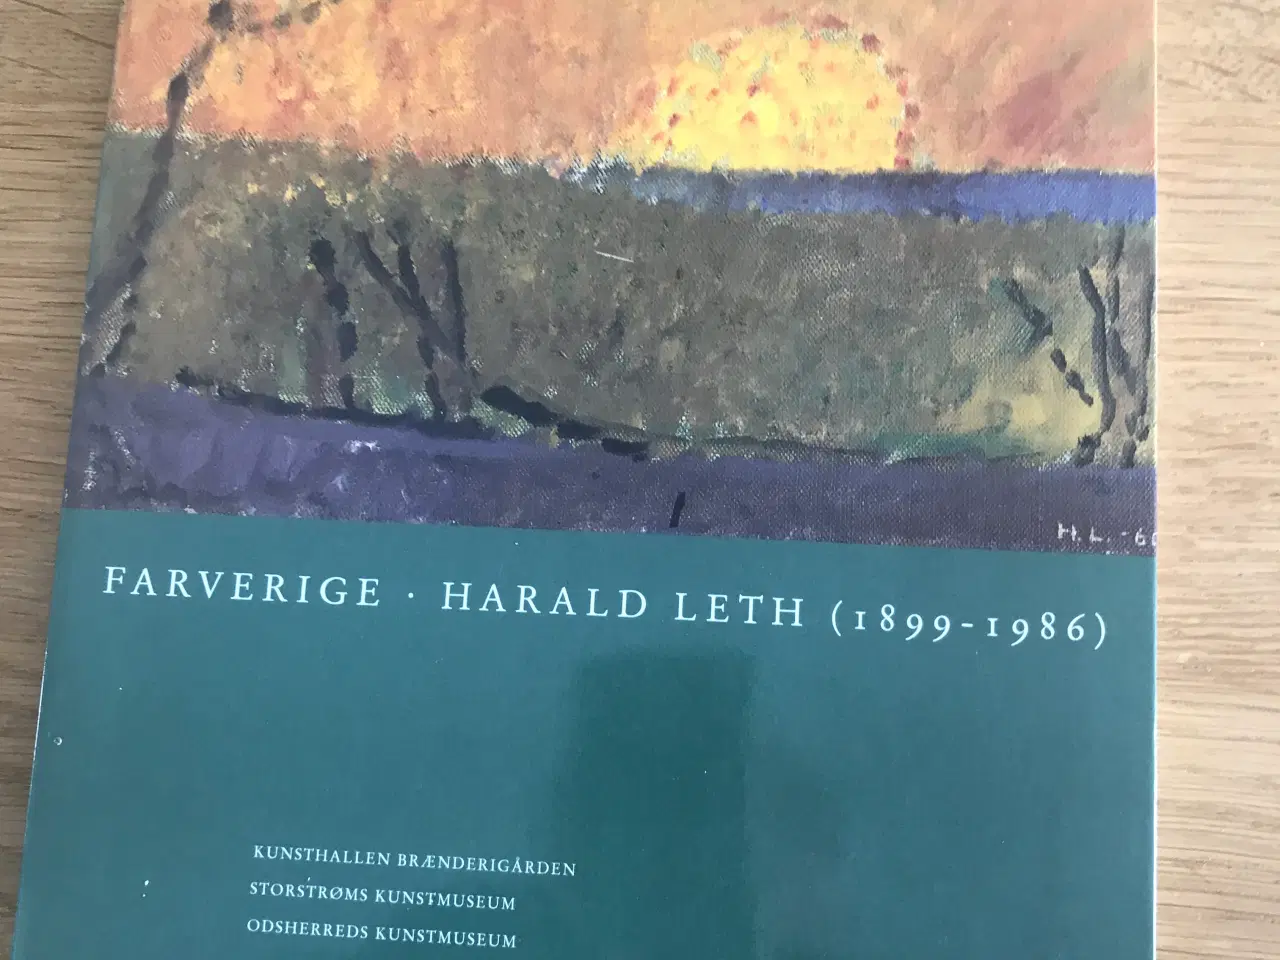 H. L. -6
FARVERIGE · HARALD LETH (1899-1986)
KUNSTHALLEN BRÆNDERIGÅRDEN
STORSTRØMS KUNSTMUSEUM
ODSHERREDS KUNSTMUSEUM